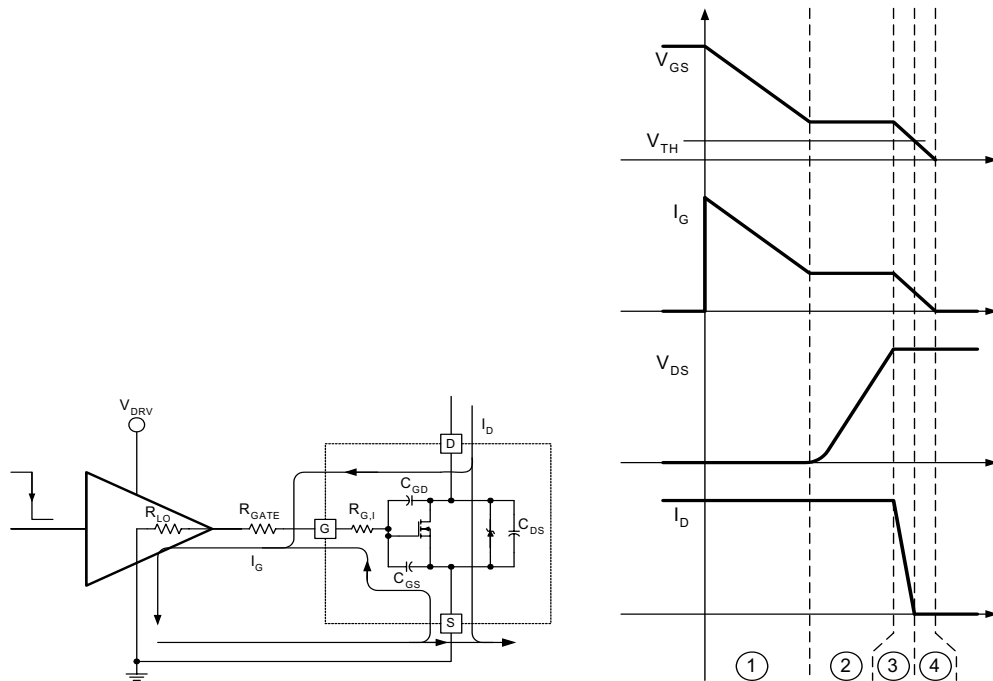 V_DRV
R_LO
R_GATE
I_G
G
R_G,I
C_GD
C_GS
D
I_D
C_DS
S
V_GS
V_TH
I_G
V_DS
I_D
1
2
3
4